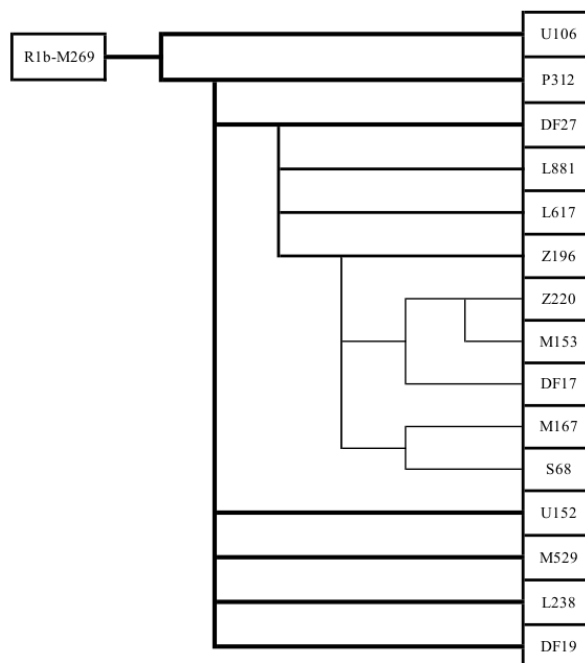 R1b-M269
U106
P312
DF27
L881
L617
Z196
Z220
M153
DF17
M167
S68
U152
M529
L238
DF19